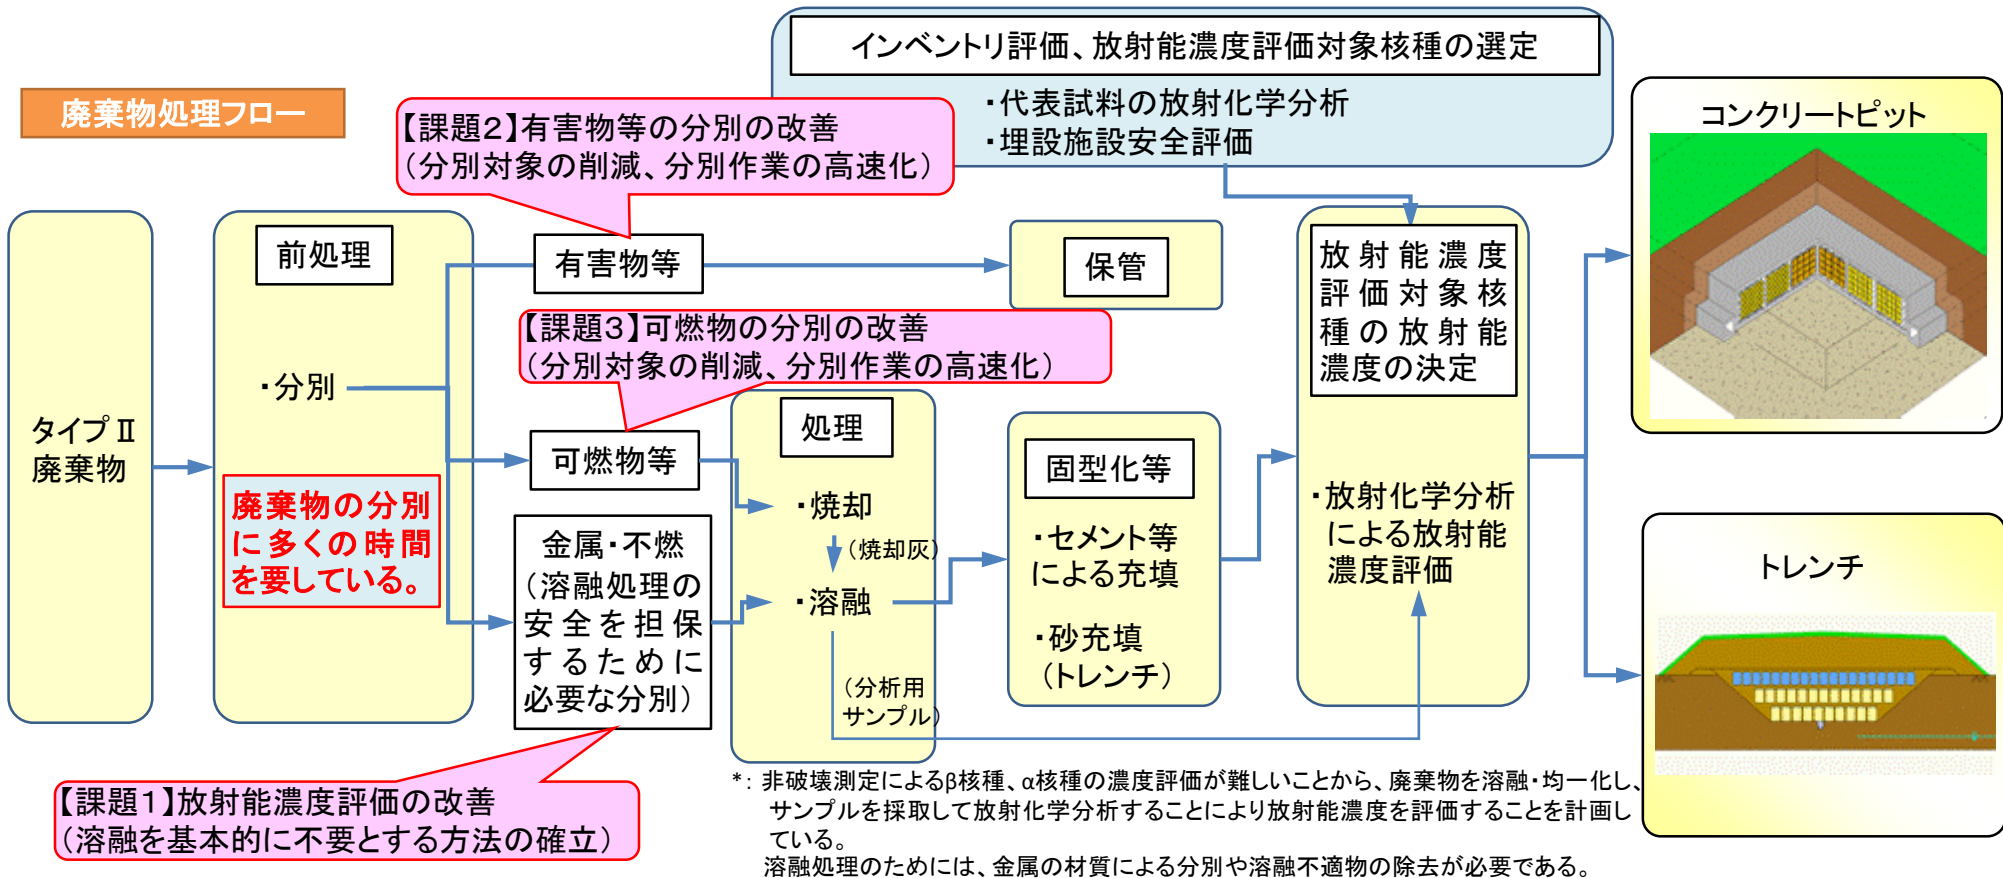 廃棄物処理フロー
インベントリ評価、放射能濃度評価対象核種の選定
・代表試料の放射化学分析
・埋設施設安全評価
【課題2】有害物等の分別の改善
（分別対象の削減、分別作業の高速化）
タイプⅡ
廃棄物
前処理
・分別
廃棄物の分別
に多くの時間
を要している。
有害物等
保管
【課題3】可燃物の分別の改善
（分別対象の削減、分別作業の高速化）
可燃物等
金属・不燃
（溶融処理の
安全を担保
するために
必要な分別）
【課題1】放射能濃度評価の改善
（溶融を基本的に不要とする方法の確立）
処理
・焼却
（焼却灰）
・溶融
（分析用
サンプル）
固型化等
・セメント等
による充填
・砂充填
（トレンチ）
放射能濃度
評価対象核
種の放射能
濃度の決定
・放射化学分析
による放射能
濃度評価
コンクリートピット
トレンチ
*：非破壊測定によるβ核種、α核種の濃度評価が難しいことから、廃棄物を溶融・均一化し、
サンプルを採取して放射化学分析することにより放射能濃度を評価することを計画し
ている。
溶融処理のためには、金属の材質による分別や溶融不適物の除去が必要である。